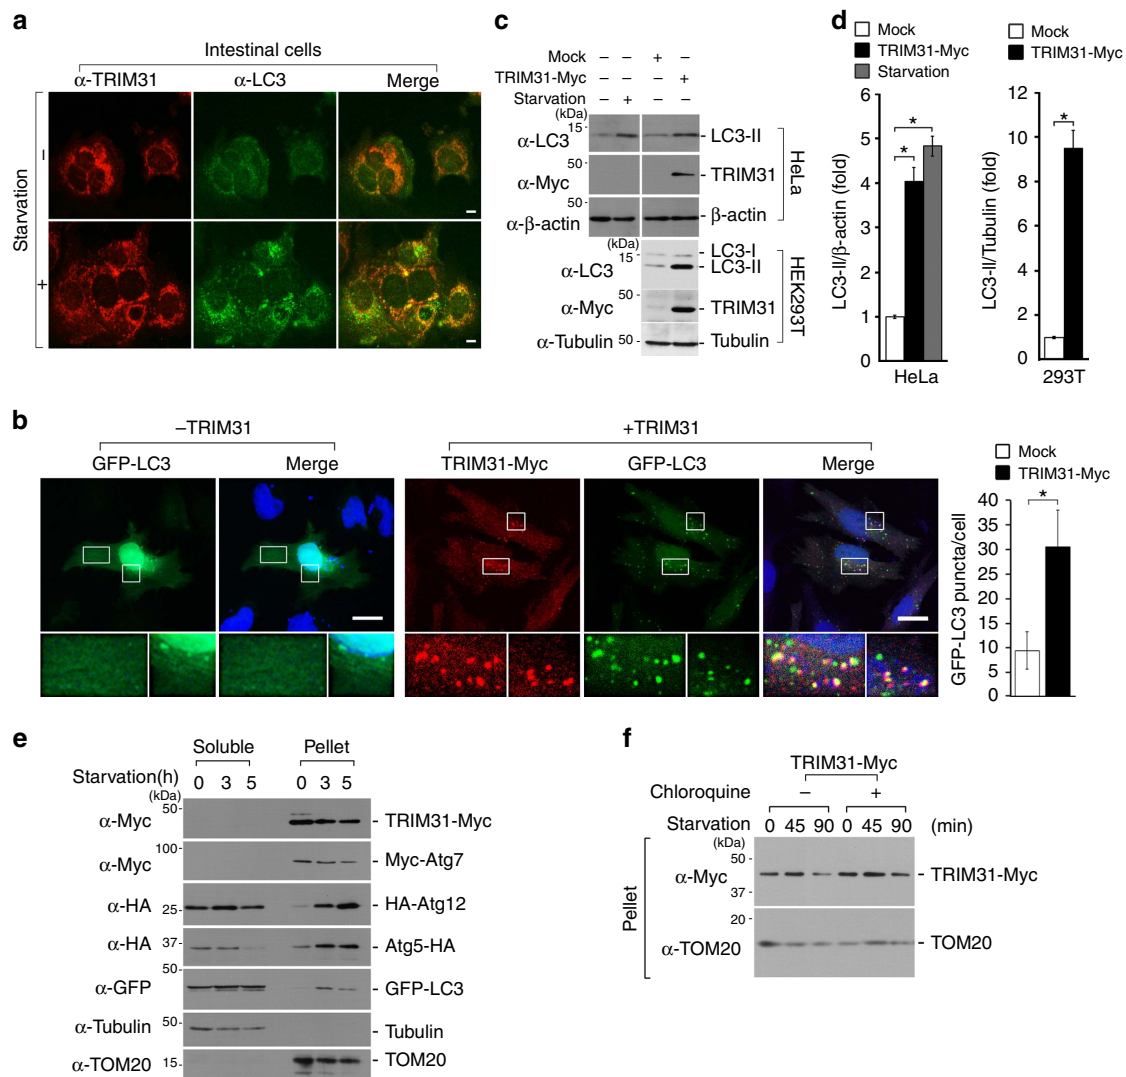 a
Intestinal cells
α-TRIM31 α-LC3 Merge
Starvation
–
+
c
Mock – – + –
TRIM31-Myc – – – +
Starvation – + – –
(kDa)
15
α-LC3 LC3-II
50
α-Myc TRIM31
50
α-β-actin β-actin
HeLa
(kDa)
LC3-I
15
α-LC3 LC3-II
50
α-Myc TRIM31
α-Tubulin 50 Tubulin
HEK293T
d
Mock
TRIM31-Myc
Starvation
LC3-II/β-actin (fold)
6
5
4
3
2
1
0
* *
HeLa
Mock
TRIM31-Myc
LC3-II/Tubulin (fold)
12
10
8
6
4
2
0
*
293T
b
–TRIM31
GFP-LC3 Merge
+TRIM31
TRIM31-Myc GFP-LC3 Merge
Mock
TRIM31-Myc
GFP-LC3 puncta/cell
40
35
30
25
20
15
10
5
0
*
e
Soluble Pellet
Starvation(h) 0 3 5 0 3 5
(kDa)
50
α-Myc TRIM31-Myc
100
α-Myc Myc-Atg7
α-HA 25 HA-Atg12
α-HA 37 Atg5-HA
50
α-GFP GFP-LC3
α-Tubulin 50 Tubulin
α-TOM20 15 TOM20
f
TRIM31-Myc
Chloroquine – +
Starvation 0 45 90 0 45 90 (min)
(kDa)
50
α-Myc TRIM31-Myc
37
20
α-TOM20 TOM20
Pellet